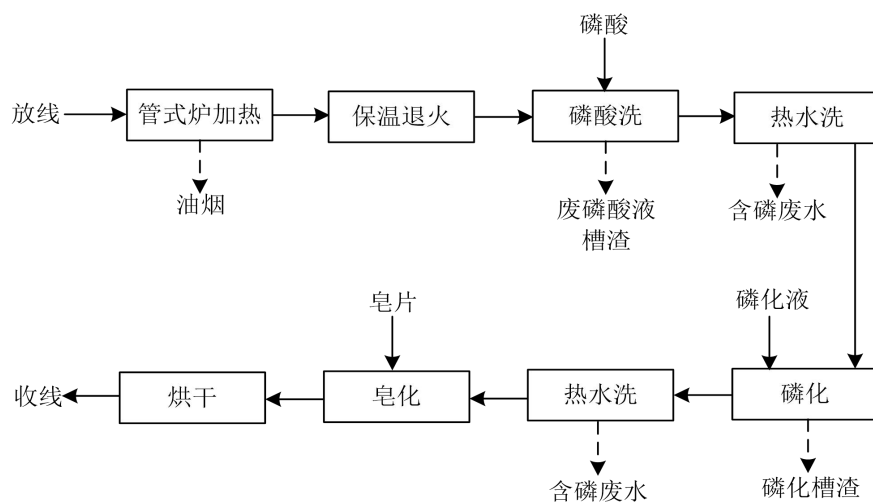 磷酸
放线
管式炉加热
保温退火
磷酸洗
热水洗
油烟
废磷酸液
槽渣
含磷废水
皂片
磷化液
收线
烘干
皂化
热水洗
磷化
含磷废水
磷化槽渣